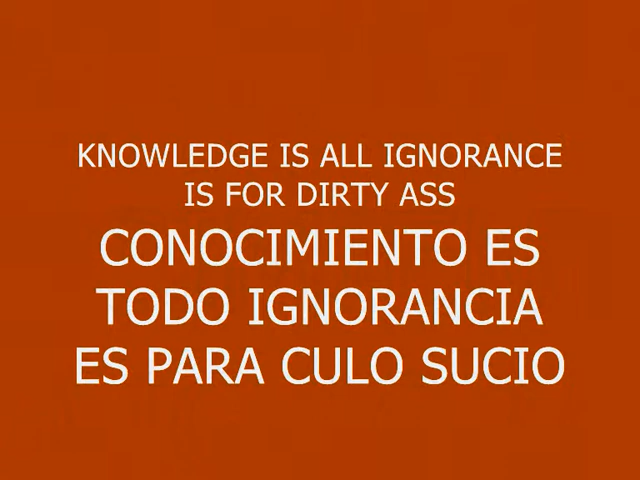 KNOWLEDGE IS ALL IGNORANCE
IS FOR DIRTY ASS
CONOCIMIENTO ES
TODO IGNORANCIA
ES PARA CULO SUCIO